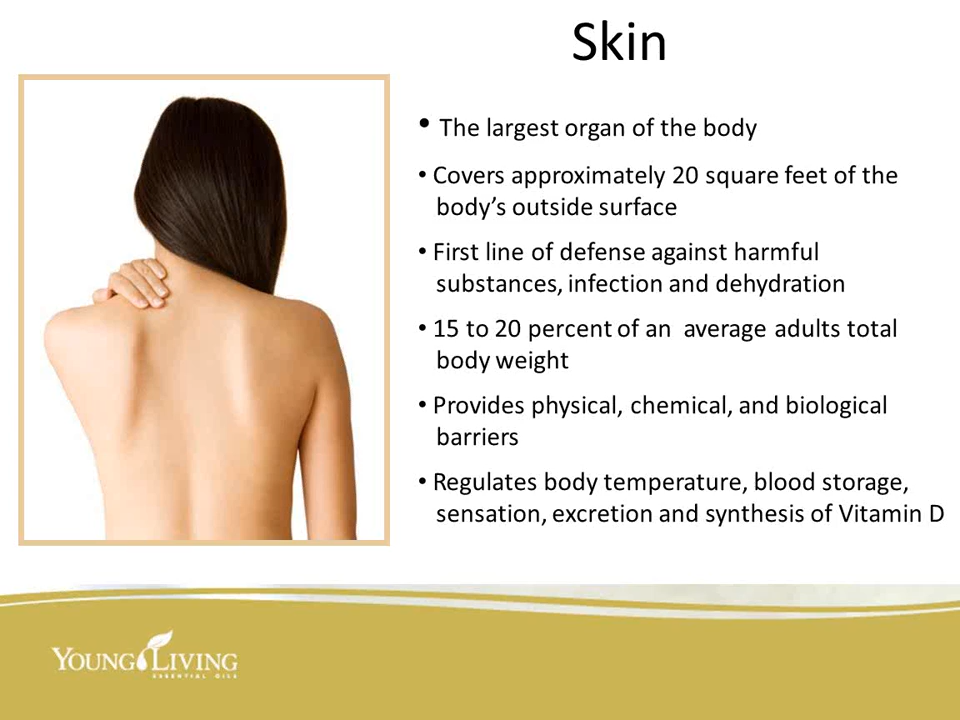 Skin
• The largest organ of the body
• Covers approximately 20 square feet of the
body’s outside surface
• First line of defense against harmful
substances, infection and dehydration
• 15 to 20 percent of an  average adults total
body weight
• Provides physical, chemical, and biological
barriers
• Regulates body temperature, blood storage,
sensation, excretion and synthesis of Vitamin D
YOUNG LIVING
ESSENTIAL OILS